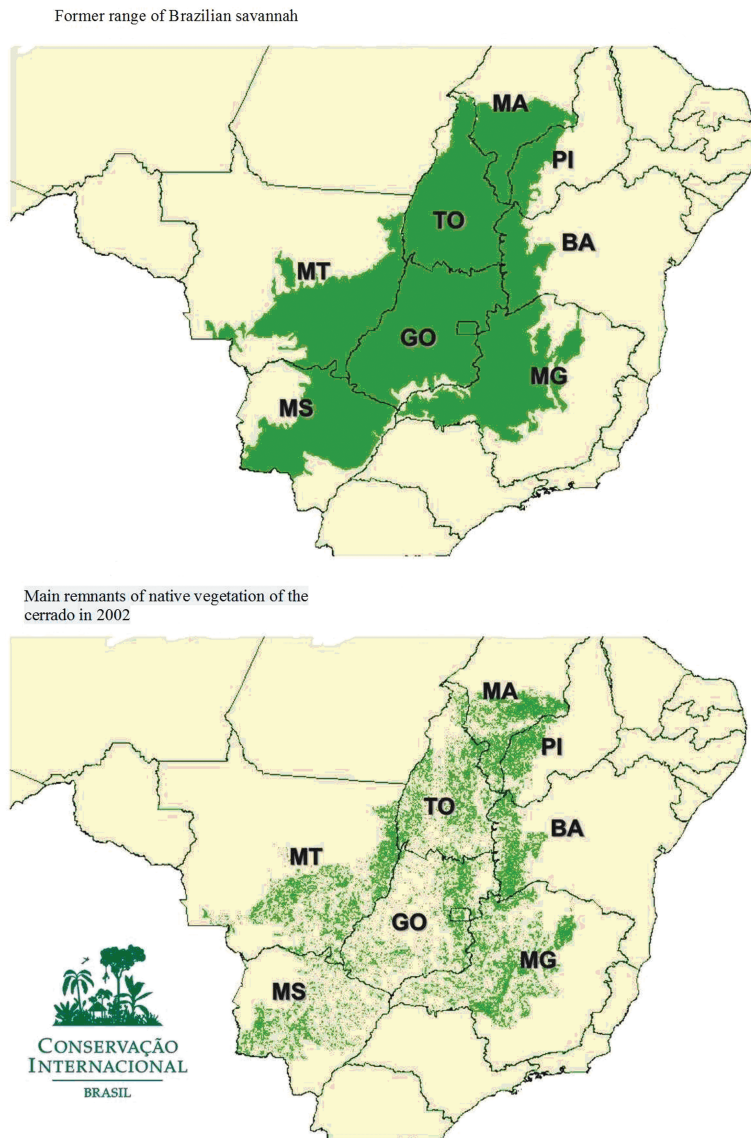 Former range of Brazilian savannah
MA
PI
TO
BA
MT
GO
MG
MS
Main remnants of native vegetation of the
cerrado in 2002
MA
PI
TO
BA
MT
GO
MG
MS
CONSERVAÇÃO
INTERNACIONAL
BRASIL